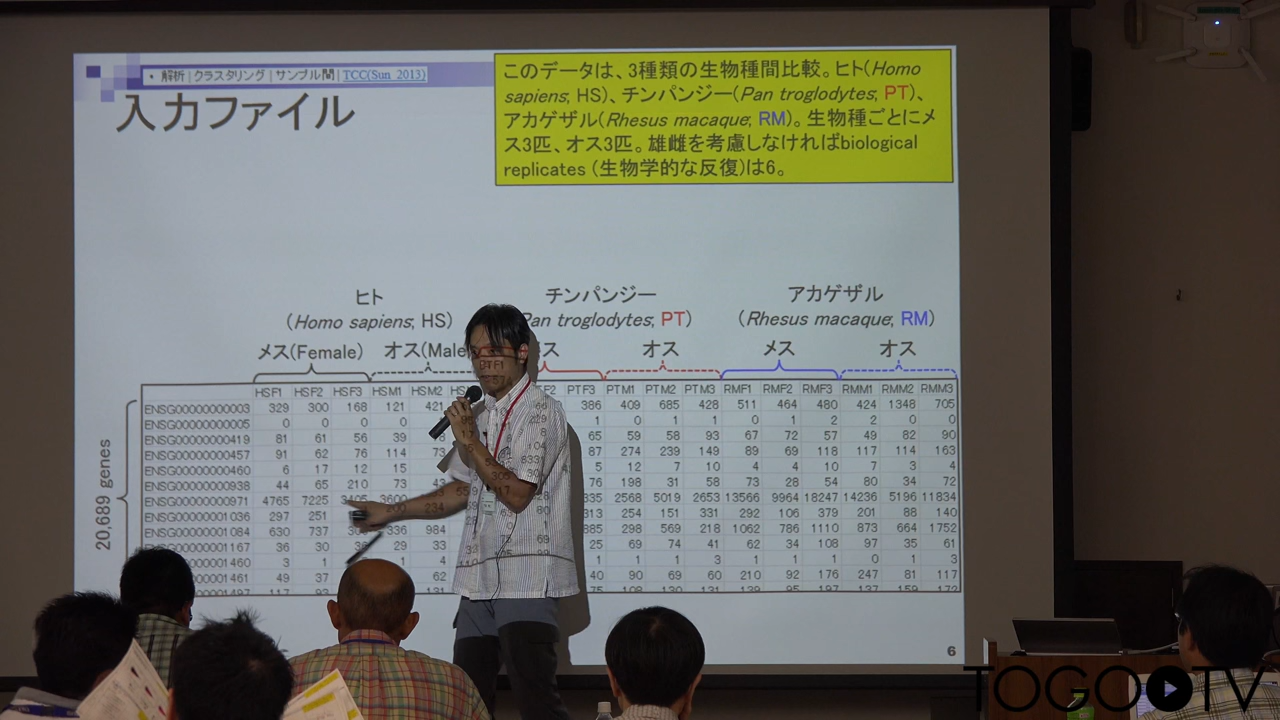 • 解析 | クラスタリング | サンプル間 | TCC(Sun_2013)
入力ファイル
このデータは、3種類の生物種間比較。ヒト(Homo
sapiens; HS)、チンパンジー(Pan troglodytes; PT)、
アカゲザル(Rhesus macaque; RM)。生物種ごとにメ
ス3匹、オス3匹。雄雌を考慮しなければbiological
replicates (生物学的な反復)は6。
ヒト チンパンジー アカゲザル
(Homo sapiens; HS) Pan troglodytes; PT) (Rhesus macaque; RM)
メス(Female) オス(Male ス オス メス オス
HSF1 HSF2 HSF3 HSM1 HSM2 PTF1 PTF3 PTM1 PTM2 PTM3 RMF1 RMF2 RMF3 RMM1 RMM2 RMM3
ENSG00000000003 329 300 168 121 421 386 409 685 428 511 464 480 424 1348 705
ENSG00000000005 0 0 0 0 0 1 0 1 1 0 1 2 2 0 0
ENSG00000000419 81 61 56 39 65 59 58 93 67 72 57 49 82 90
ENSG00000000457 91 62 76 114 73 87 274 239 149 89 69 118 117 114 163
ENSG00000000460 6 17 12 15 5 12 7 10 4 4 10 7 3 4
ENSG00000000938 44 65 210 73 43 76 198 31 58 73 28 54 80 34 72
ENSG00000000971 4765 7225 3405 3600 335 2568 5019 2653 13566 9964 18247 14236 5196 11834
ENSG00000001036 297 251 234 313 254 151 331 292 106 379 201 88 140
ENSG00000001084 630 737 336 984 385 298 569 218 1062 786 1110 873 664 1752
ENSG00000001167 36 30 29 33 25 69 74 41 62 34 108 97 35 61
ENSG00000001460 3 1 4 1 1 1 3 1 1 1 0 1 3
ENSG00000001461 49 37 62 40 90 69 60 210 92 176 247 81 117
20,689 genes
6
TOGO TV